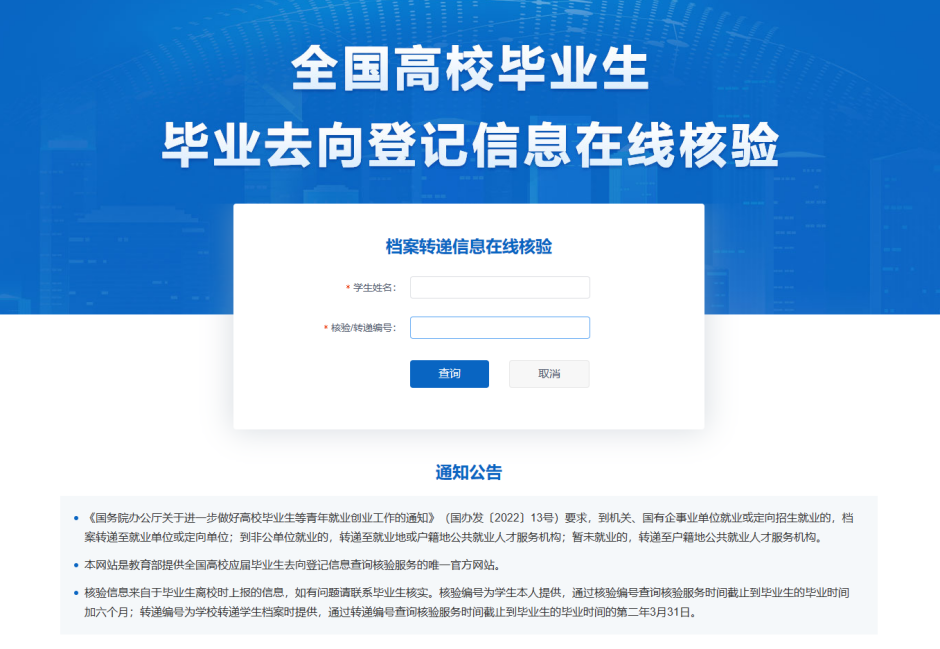 全国高校毕业生
毕业去向登记信息在线核验
档案转递信息在线核验
* 学生姓名：
* 核验/转递编号：
查询 取消
通知公告
• 《国务院办公厅关于进一步做好高校毕业生等青年就业创业工作的通知》（国办发〔2022〕13号）要求，到机关、国有企事业单位就业或定向招生就业的，档
案转递至就业单位或定向单位；到非公单位就业的，转递至就业地或户籍地公共就业人才服务机构；暂未就业的，转递至户籍地公共就业人才服务机构。
• 本网站是教育部提供全国高校应届毕业生去向登记信息查询核验服务的唯一官方网站。
• 核验信息来自于毕业生离校时上报的信息，如有问题请联系毕业生核实。核验编号为学生本人提供，通过核验编号查询核验服务时间截止到毕业生的毕业时间
加六个月；转递编号为学校转递学生档案时提供，通过转递编号查询核验服务时间截止到毕业生的毕业时间的第二年3月31日。